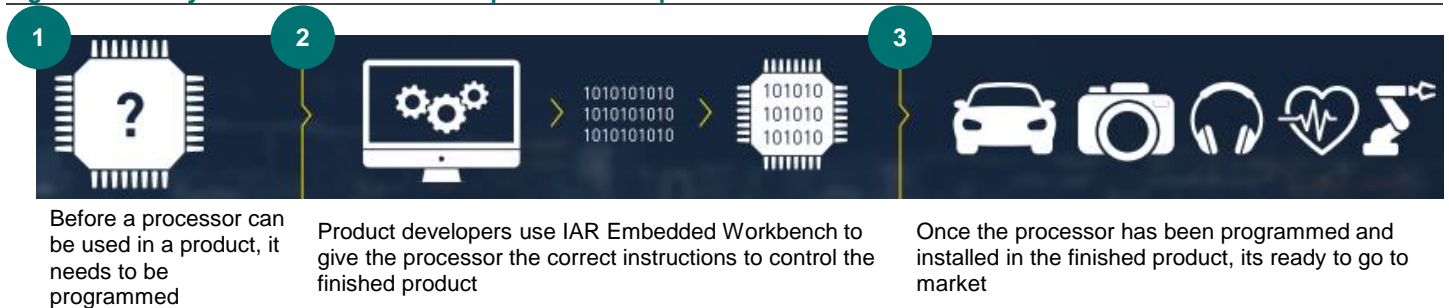 1
2
3
?
1010101010
1010101010
1010101010
101010
101010
101010
Before a processor can
be used in a product, it
needs to be
programmed
Product developers use IAR Embedded Workbench to
give the processor the correct instructions to control the
finished product
Once the processor has been programmed and
installed in the finished product, its ready to go to
market